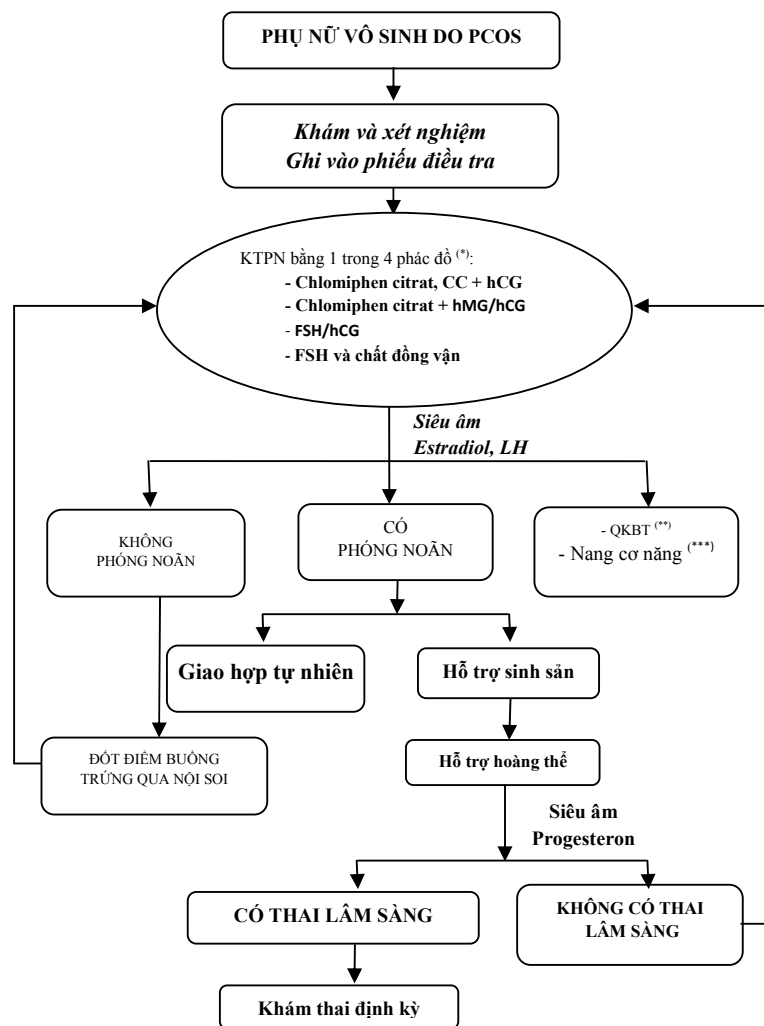 PHỤ NỮ VÔ SINH DO PCOS
Khám và xét nghiệm
Ghi vào phiếu điều tra
KTPN bằng 1 trong 4 phác đồ (*):
- Chlomiphen citrat, CC + hCG
- Chlomiphen citrat + hMG/hCG
- FSH/hCG
- FSH và chất đồng vận
Siêu âm
Estradiol, LH
KHÔNG
PHÓNG NOÃN
CÓ
PHÓNG NOÃN
- QKBT (**)
- Nang cơ năng (***)
Giao hợp tự nhiên
Hỗ trợ sinh sản
ĐỐT ĐIỂM BUỒNG
TRỨNG QUA NỘI SOI
Hỗ trợ hoàng thể
Siêu âm
Progesteron
CÓ THAI LÂM SÀNG
KHÔNG CÓ THAI
LÂM SÀNG
Khám thai định kỳ